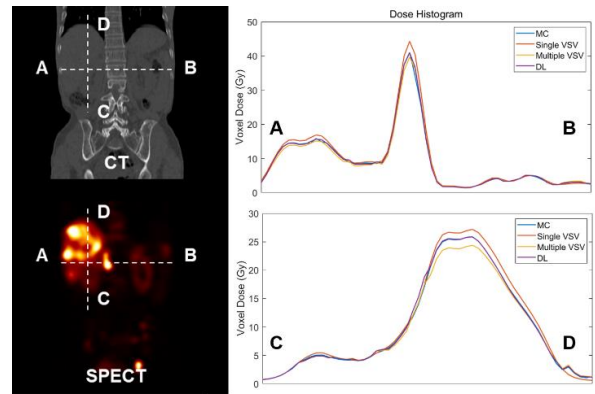 D
A
B
C
CT
D
A
B
C
SPECT
Dose Histogram
MC
Single VSV
Multiple VSV
DL
Voxel Dose (Gy)
50
40
30
20
10
0
A
B
MC
Single VSV
Multiple VSV
DL
Voxel Dose (Gy)
30
25
20
15
10
5
0
C
D